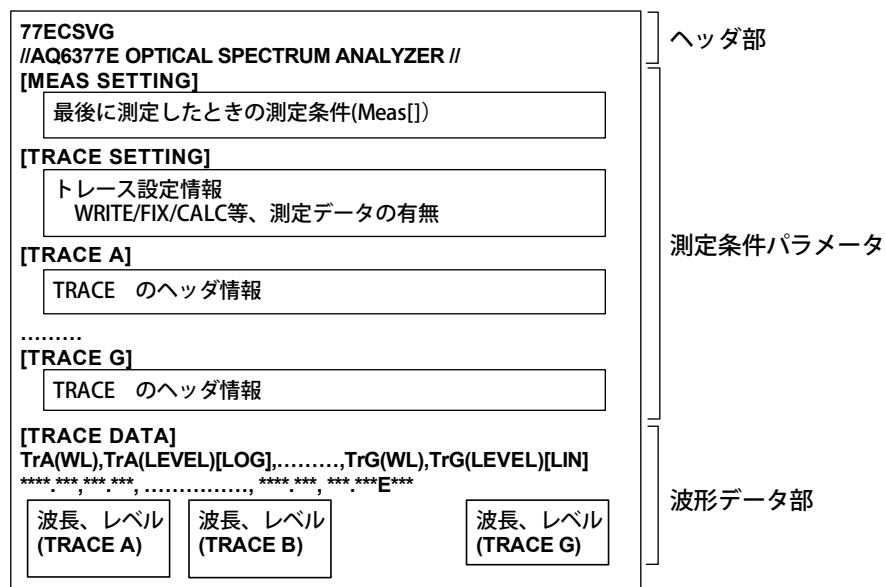 77ECSVG
//AQ6377E OPTICAL SPECTRUM ANALYZER //
ヘッダ部
[MEAS SETTING]
最後に測定したときの測定条件(Meas[])
[TRACE SETTING]
トレース設定情報
WRITE/FIX/CALC等、測定データの有無
測定条件パラメータ
[TRACE A]
TRACE のヘッダ情報
………
[TRACE G]
TRACE のヘッダ情報
[TRACE DATA]
TrA(WL),TrA(LEVEL)[LOG],………,TrG(WL),TrG(LEVEL)[LIN]
****.***,***.***, ……………, ****.***, ***.***E***
波形データ部
波長、レベル
(TRACE A)
波長、レベル
(TRACE B)
波長、レベル
(TRACE G)